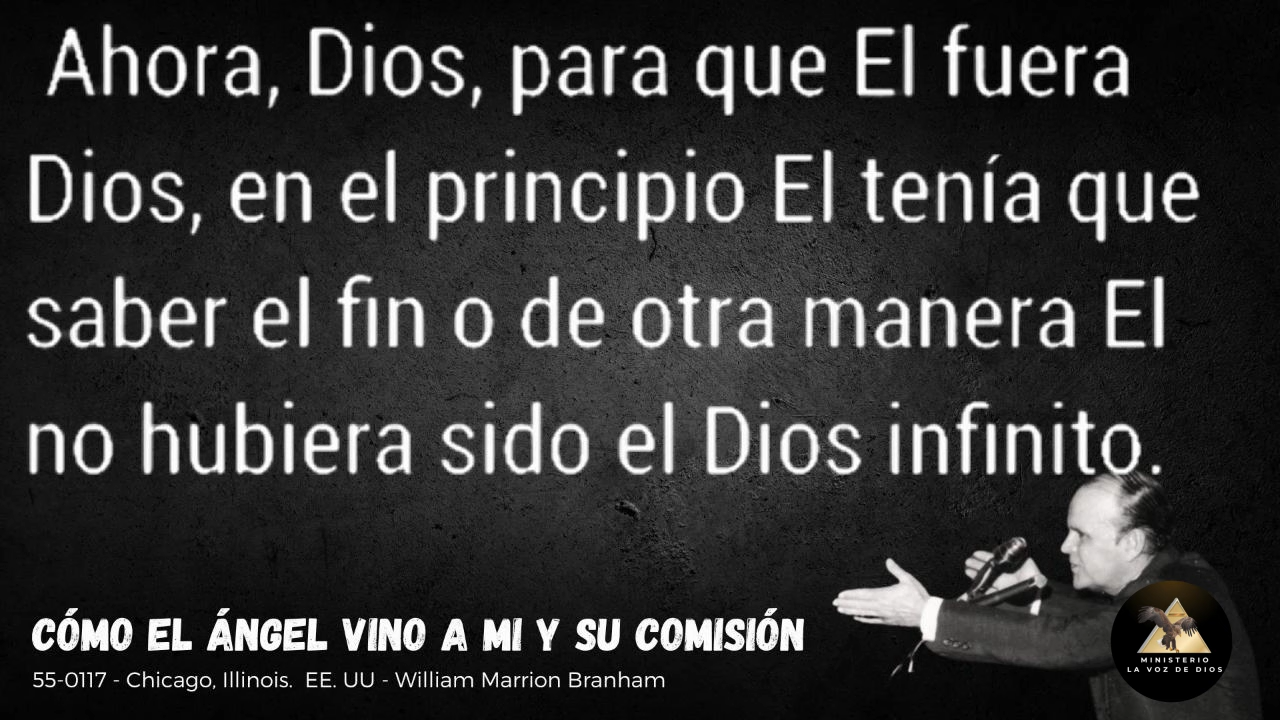 Ahora, Dios, para que El fuera
Dios, en el principio El tenía que
saber el fin o de otra manera El
no hubiera sido el Dios infinito.
CÓMO EL ÁNGEL VINO A MI Y SU COMISIÓN
55-0117 - Chicago, Illinois. EE. UU - William Marrion Branham
MINISTERIO
LA VOZ DE DIOS